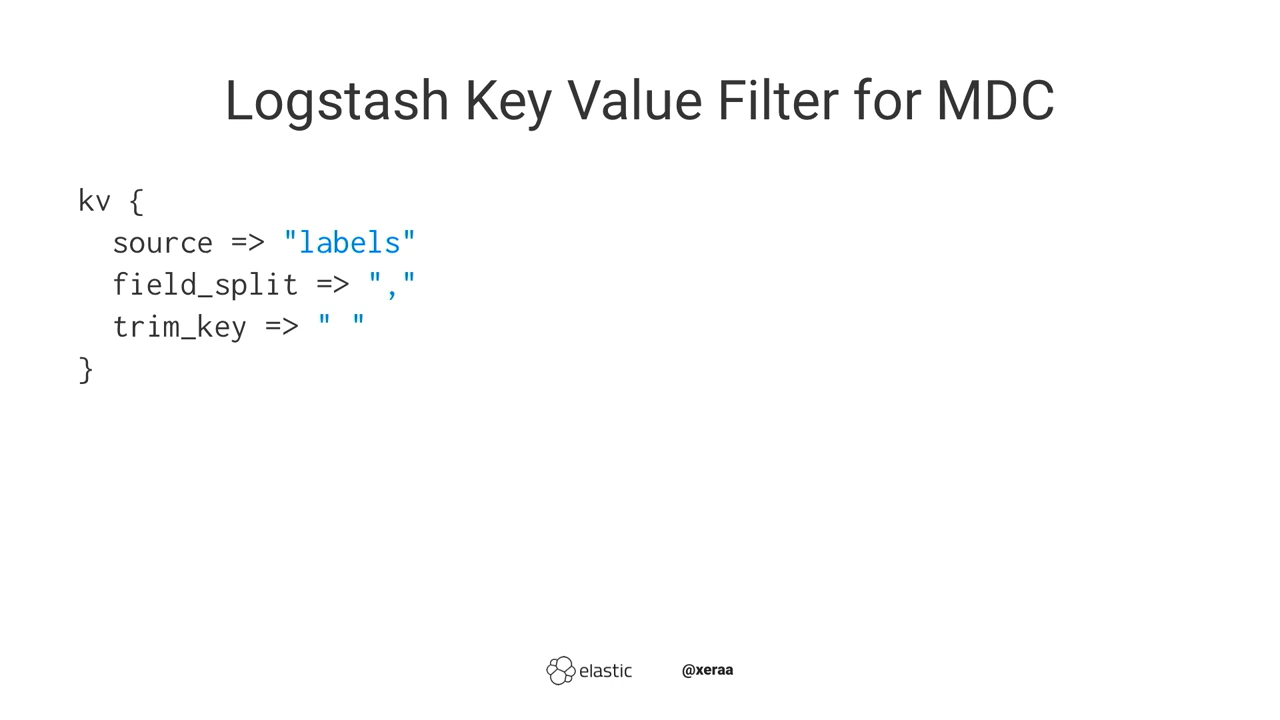 Logstash Key Value Filter for MDC
kv {
  source => "labels"
  field_split => ","
  trim_key => " "
}
elastic @xeraa